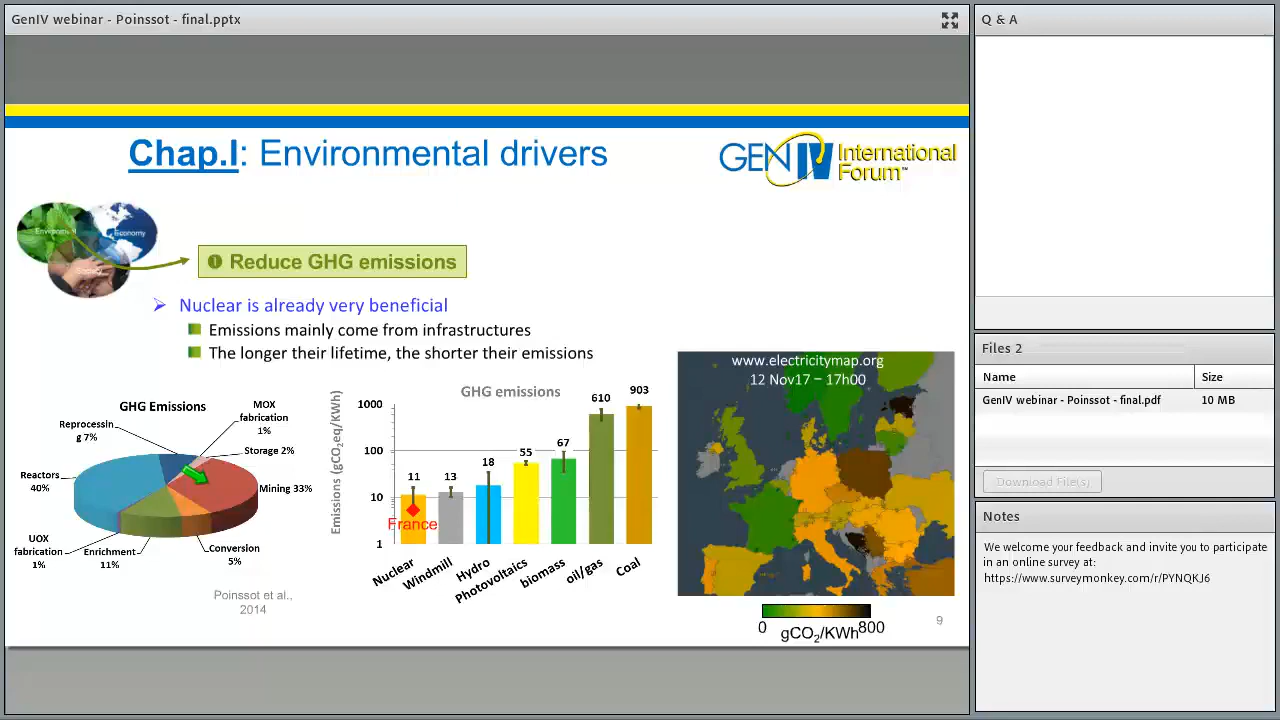 GenIV webinar - Poinssot - final.pptx
Chap.I: Environmental drivers
GEN IV International
Forum™
Environment
Economy
❶ Reduce GHG emissions
Nuclear is already very beneficial
Emissions mainly come from infrastructures
The longer their lifetime, the shorter their emissions
GHG Emissions
MOX
fabrication
1%
Reprocessin
g 7%
Storage 2%
Reactors
40%
Mining 33%
UOX
fabrication
1%
Enrichment
11%
Conversion
5%
Poinssot et al.,
2014
GHG emissions
Emissions (gCO2eq/KWh)
1000
100
10
1
11
13
18
55
67
610
903
France
Nuclear
Windmill
Hydro
Photovoltaics
biomass
oil/gas
Coal
www.electricitymap.org
12 Nov17 – 17h00
0
gCO2/KWh
800
9
Q & A
Files 2
Name Size
GenIV webinar - Poinssot - final.pdf 10 MB
Download File(s)
Notes
We welcome your feedback and invite you to participate
in an online survey at:
https://www.surveymonkey.com/r/PYNQKJ6